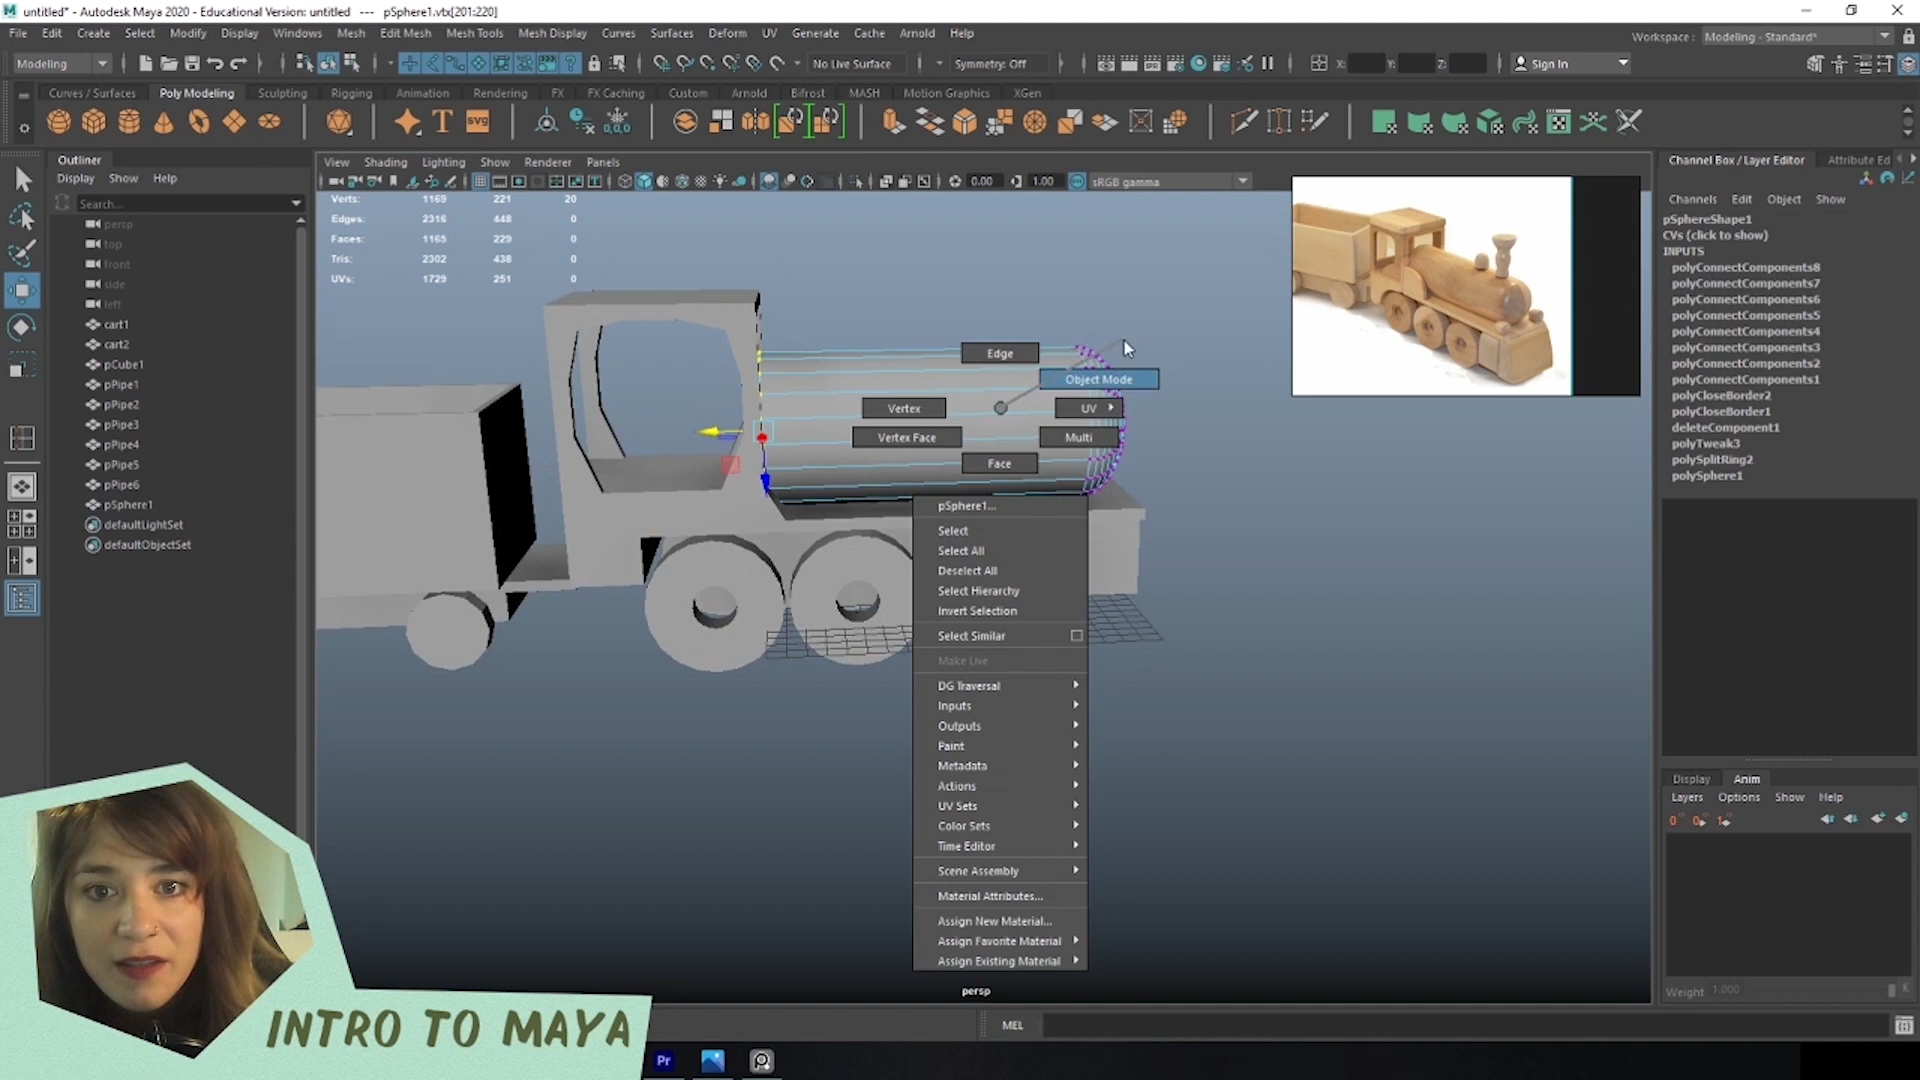 untitled* - Autodesk Maya 2020 - Educational Version: untitled --- pSphere1.vtx[201:220]
File Edit Create Select Modify Display Windows Mesh Edit Mesh Mesh Tools Mesh Display Curves Surfaces Deform UV Generate Cache Arnold Help
Workspace : Modeling - Standard*
Modeling No Live Surface Symmetry: Off X: Y: Z: Sign In
Curves / Surfaces Poly Modeling Sculpting Rigging Animation Rendering FX FX Caching Custom Arnold Bifrost MASH Motion Graphics XGen
T SVG 0,0,0
Outliner
Display Show Help
Search...
persp
top
front
side
left
cart1
cart2
pCube1
pPipe1
pPipe2
pPipe3
pPipe4
pPipe5
pPipe6
pSphere1
defaultLightSet
defaultObjectSet
View Shading Lighting Show Renderer Panels
0.00 1.00 sRGB gamma
Verts: 1169 221 20
Edges: 2316 448 0
Faces: 1165 229 0
Tris: 2302 438 0
UVs: 1729 251 0
Edge
Object Mode
Vertex UV
Vertex Face Multi
Face
pSphere1...
Select
Select All
Deselect All
Select Hierarchy
Invert Selection
Select Similar
Make Live
DG Traversal
Inputs
Outputs
Paint
Metadata
Actions
UV Sets
Color Sets
Time Editor
Scene Assembly
Material Attributes...
Assign New Material...
Assign Favorite Material
Assign Existing Material
persp
MEL
Channel Box / Layer Editor Attribute Ed
Channels Edit Object Show
pSphereShape1
CVs (click to show)
INPUTS
polyConnectComponents8
polyConnectComponents7
polyConnectComponents6
polyConnectComponents5
polyConnectComponents4
polyConnectComponents3
polyConnectComponents2
polyConnectComponents1
polyCloseBorder2
polyCloseBorder1
deleteComponent1
polyTweak3
polySplitRing2
polySphere1
Display Anim
Layers Options Show Help
Weight 1.000
INTRO TO MAYA
Pr